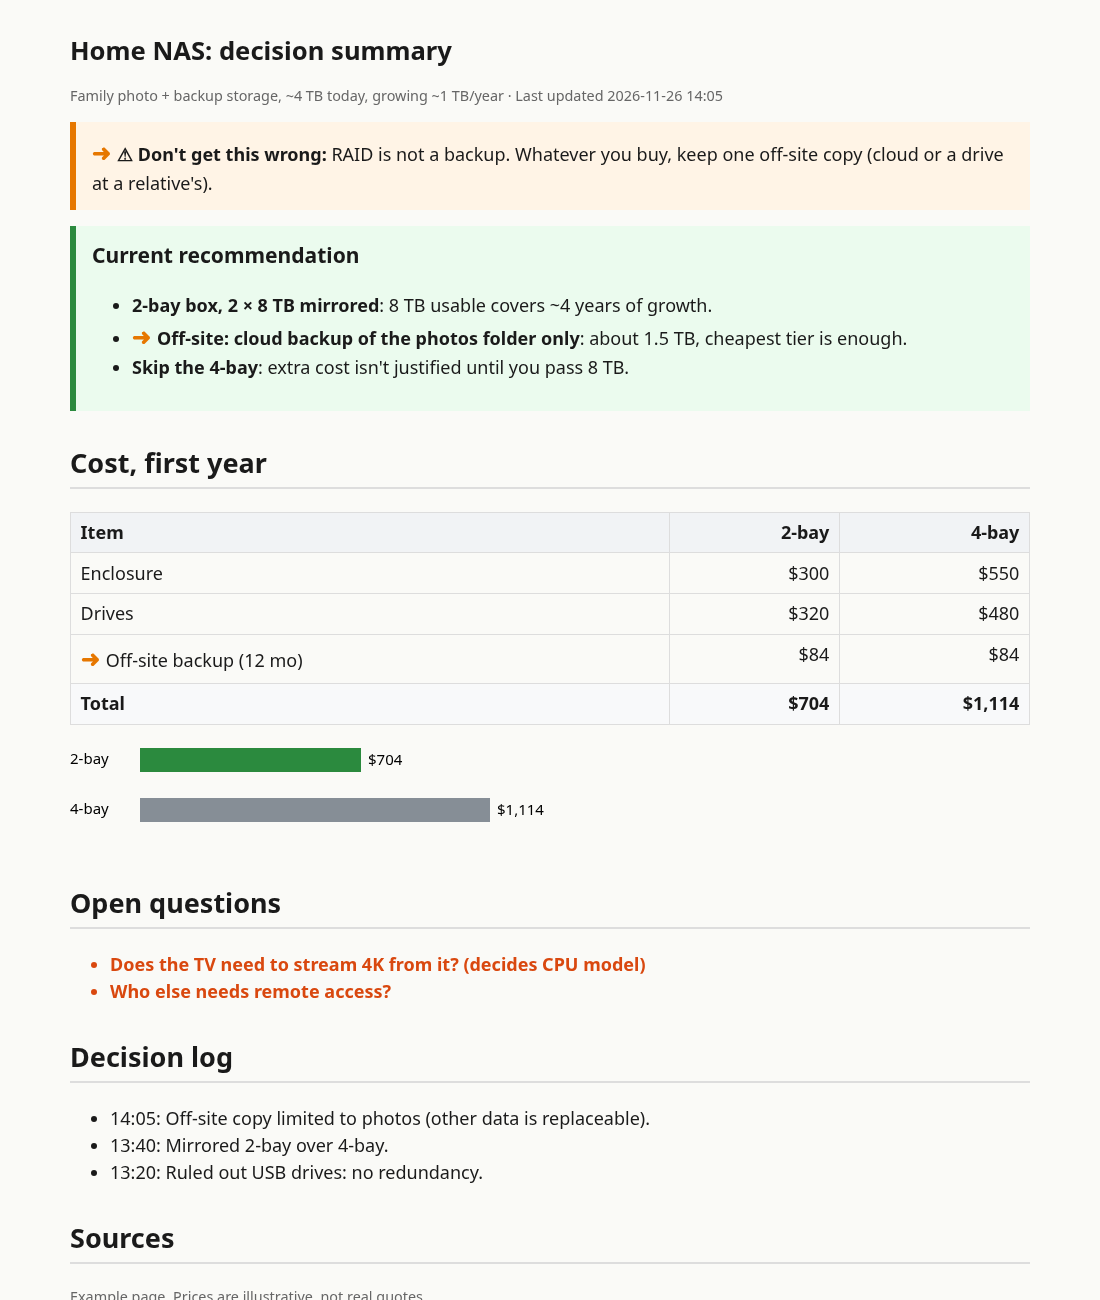 Home NAS: decision summary
Family photo + backup storage, ~4 TB today, growing ~1 TB/year · Last updated 2026-11-26 14:05
➜ ⚠ Don't get this wrong: RAID is not a backup. Whatever you buy, keep one off-site copy (cloud or a drive
at a relative's).
Current recommendation
• 2-bay box, 2 × 8 TB mirrored: 8 TB usable covers ~4 years of growth.
• ➜ Off-site: cloud backup of the photos folder only: about 1.5 TB, cheapest tier is enough.
• Skip the 4-bay: extra cost isn't justified until you pass 8 TB.
Cost, first year
Item 2-bay 4-bay
Enclosure $300 $550
Drives $320 $480
➜ Off-site backup (12 mo) $84 $84
Total $704 $1,114
2-bay $704
4-bay $1,114
Open questions
• Does the TV need to stream 4K from it? (decides CPU model)
• Who else needs remote access?
Decision log
• 14:05: Off-site copy limited to photos (other data is replaceable).
• 13:40: Mirrored 2-bay over 4-bay.
• 13:20: Ruled out USB drives: no redundancy.
Sources
Example page. Prices are illustrative, not real quotes.